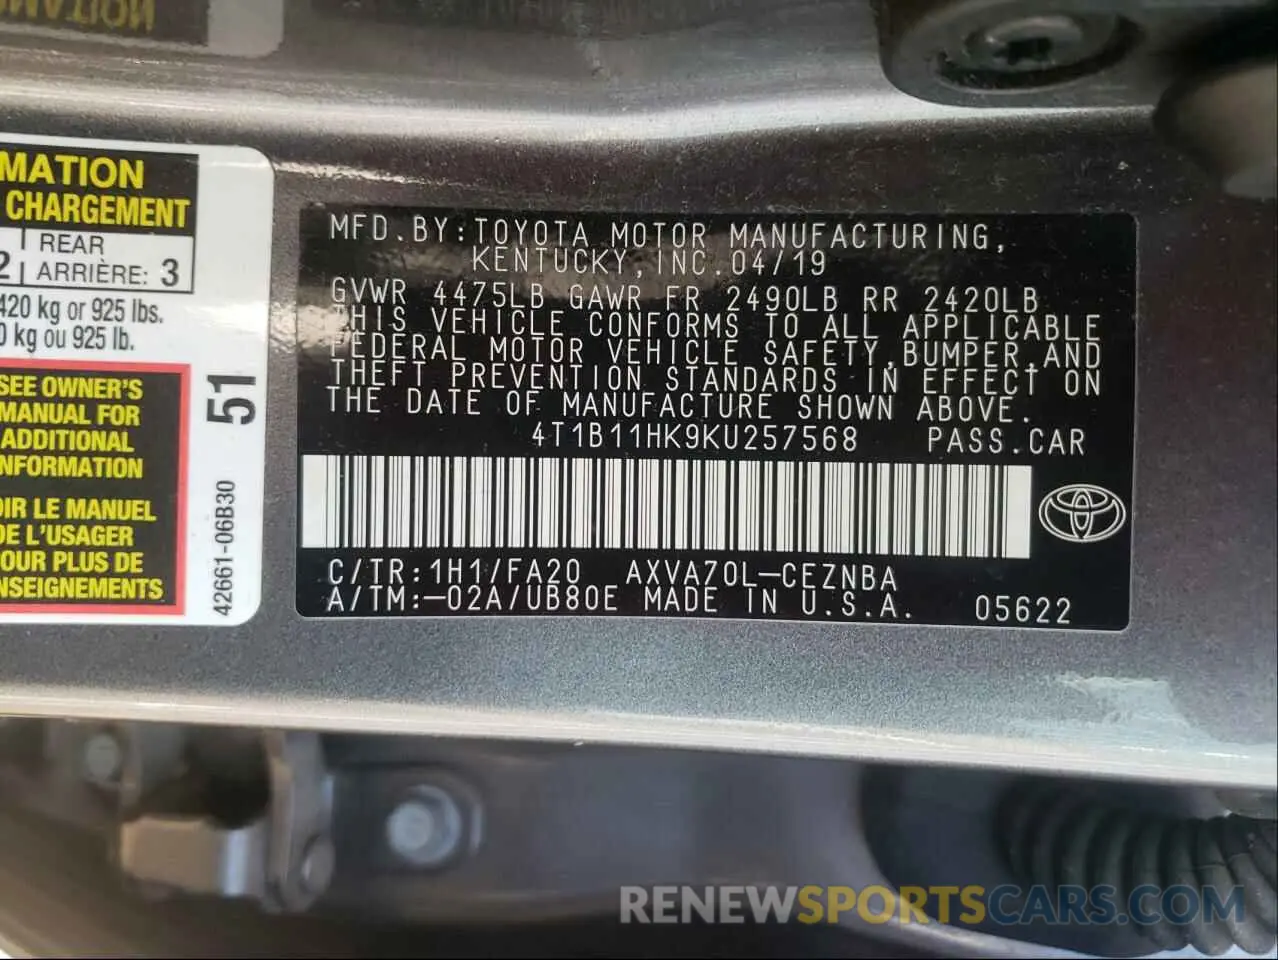 MATION
CHARGEMENT
2 REAR
ARRIÈRE: 3
420 kg or 925 lbs.
0 kg ou 925 lb.
SEE OWNER'S
MANUAL FOR
ADDITIONAL
NFORMATION
OIR LE MANUEL
DE L'USAGER
POUR PLUS DE
NSEIGNEMENTS
51
42661-06B30
MFD.BY:TOYOTA MOTOR MANUFACTURING,
KENTUCKY,INC.04/19
GVWR 4475LB GAWR FR 2490LB RR 2420LB
THIS VEHICLE CONFORMS TO ALL APPLICABLE
FEDERAL MOTOR VEHICLE SAFETY,BUMPER,AND
THEFT PREVENTION STANDARDS IN EFFECT ON
THE DATE OF MANUFACTURE SHOWN ABOVE.
4T1B11HK9KU257568 PASS.CAR
C/TR:1H1/FA20 AXVA70L-CEZNBA
A/TM:-02A/UB80E MADE IN U.S.A. 05622
RENEWSPORTSCARS.COM